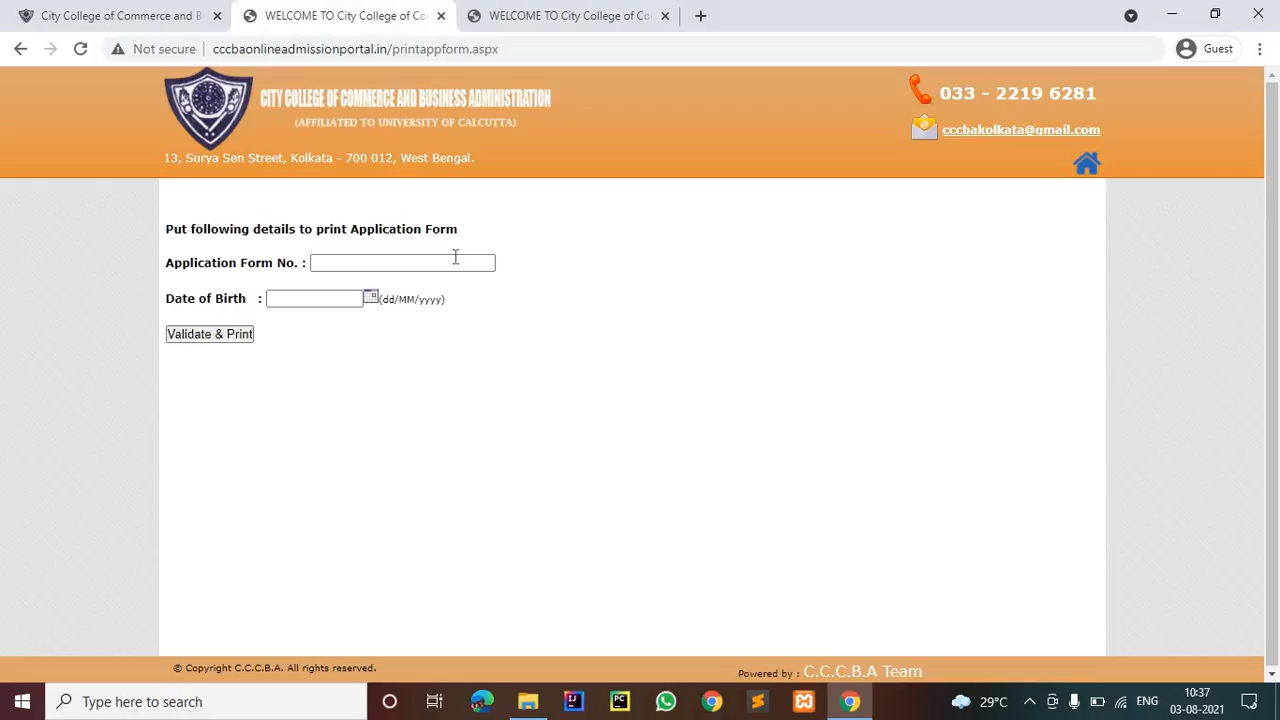 City College of Commerce and B
WELCOME TO City College of Co
WELCOME TO City College of Co
Not secure
cccbaonlineadmissionportal.in/printappform.aspx
Guest
CITY COLLEGE OF COMMERCE AND BUSINESS ADMINISTRATION
(AFFILIATED TO UNIVERSITY OF CALCUTTA)
13, Surya Sen Street, Kolkata - 700 012, West Bengal.
033 - 2219 6281
cccbakolkata@gmail.com
Put following details to print Application Form
Application Form No. :
Date of Birth :
(dd/MM/yyyy)
Validate & Print
© Copyright C.C.C.B.A. All rights reserved.
Powered by : C.C.C.B.A Team
Type here to search
PC
29°C
ENG
10:37
03-08-2021